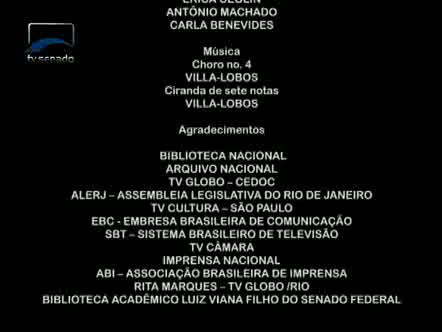 ÉRICA CEOLIN
ANTÔNIO MACHADO
CARLA BENEVIDES
Música
Choro no. 4
VILLA-LOBOS
Ciranda de sete notas
VILLA-LOBOS
Agradecimentos
BIBLIOTECA NACIONAL
ARQUIVO NACIONAL
TV GLOBO – CEDOC
ALERJ – ASSEMBLEIA LEGISLATIVA DO RIO DE JANEIRO
TV CULTURA – SÃO PAULO
EBC - EMBRESA BRASILEIRA DE COMUNICAÇÃO
SBT – SISTEMA BRASILEIRO DE TELEVISÃO
TV CÂMARA
IMPRENSA NACIONAL
ABI – ASSOCIAÇÃO BRASILEIRA DE IMPRENSA
RITA MARQUES – TV GLOBO /RIO
BIBLIOTECA ACADÊMICO LUIZ VIANA FILHO DO SENADO FEDERAL
tv.senado